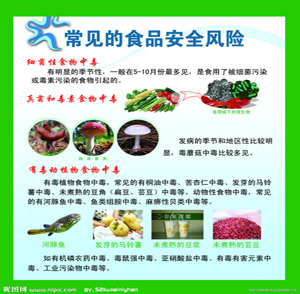 常见的食品安全风险
细菌性食物中毒
有明显的季节性，一般在5-10月份最多见，是食用了被细菌污染
或毒素污染的食物引起的。
真菌和毒素食物中毒
发病的季节和地区性比较明
显，毒蘑菇中毒比较多见。
有毒动植物食物中毒
有毒植物食物中毒，常见的有桐油中毒、苦杏仁中毒、发芽的马铃
薯中毒、未煮熟的豆角（扁豆、芸豆）中毒等，动物性食物中毒，常见
的有河豚鱼中毒、鱼类组胺中毒、麻痹性贝类中毒等。
河豚鱼
发芽的马铃薯
未煮熟的豆浆
未煮熟的芸豆
如有机磷农药中毒、毒鼠强中毒、亚硝酸盐中毒、有毒有害元素中
毒、工业污染物中毒等。
昵图网 www.nipic.com